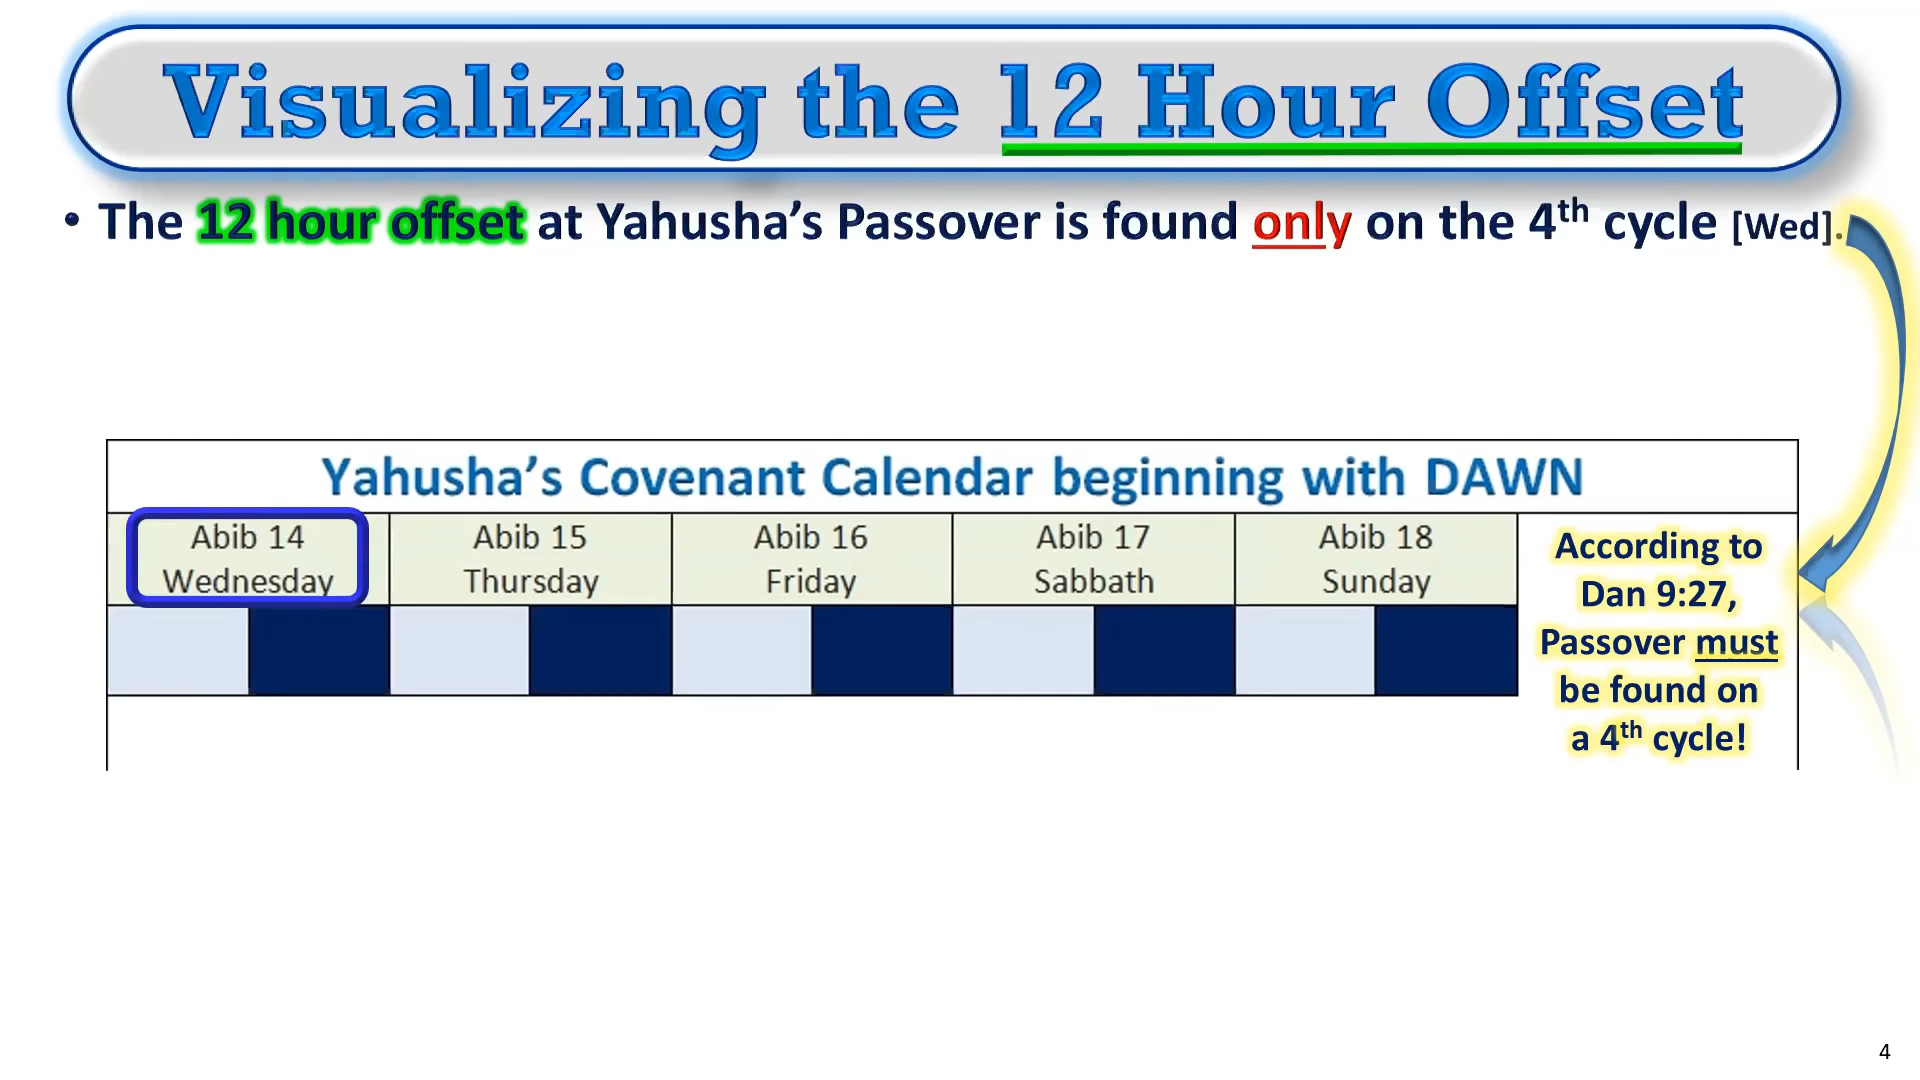 Visualizing the 12 Hour Offset
• The 12 hour offset at Yahusha's Passover is found only on the 4th cycle [Wed].
Yahusha's Covenant Calendar beginning with DAWN
Abib 14
Wednesday
Abib 15
Thursday
Abib 16
Friday
Abib 17
Sabbath
Abib 18
Sunday
According to
Dan 9:27,
Passover must
be found on
a 4th cycle!
4